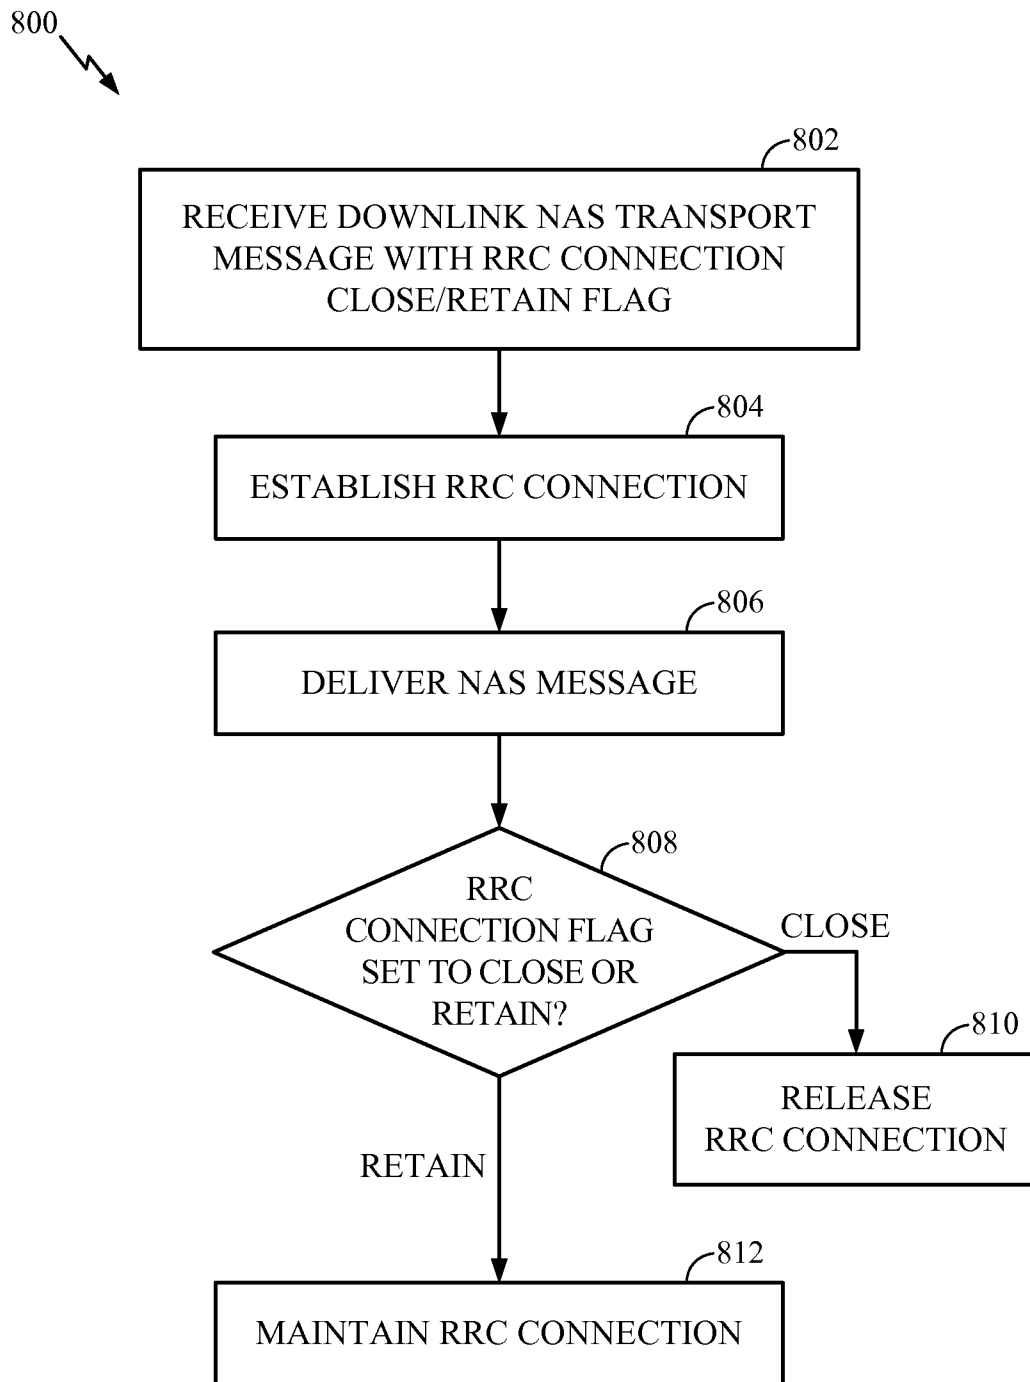 800
802
RECEIVE DOWNLINK NAS TRANSPORT
MESSAGE WITH RRC CONNECTION
CLOSE/RETAIN FLAG
804
ESTABLISH RRC CONNECTION
806
DELIVER NAS MESSAGE
808
RRC
CONNECTION FLAG
SET TO CLOSE OR
RETAIN?
CLOSE
810
RELEASE
RRC CONNECTION
RETAIN
812
MAINTAIN RRC CONNECTION